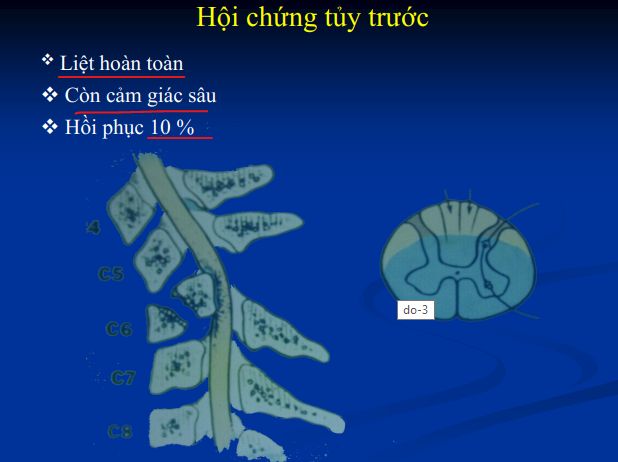 Hội chứng tủy trước
❖ Liệt hoàn toàn
❖ Còn cảm giác sâu
❖ Hồi phục 10 %
4
C5
C6
C7
C8
do-3